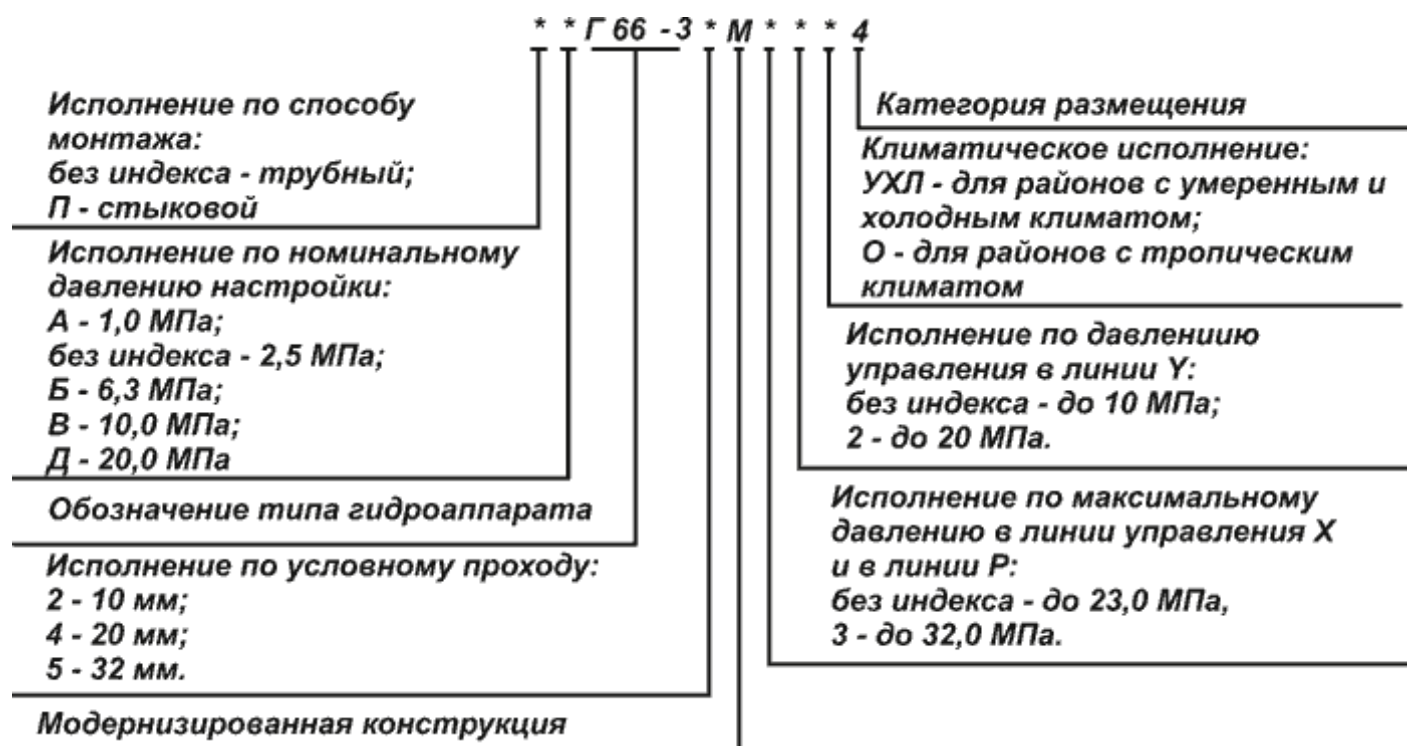 * * Г 66 - 3 * М * * * 4
Исполнение по способу
монтажа:
без индекса - трубный;
П - стыковой
Исполнение по номинальному
давлению настройки:
А - 1,0 МПа;
без индекса - 2,5 МПа;
Б - 6,3 МПа;
В - 10,0 МПа;
Д - 20,0 МПа
Обозначение типа гидроаппарата
Исполнение по условному проходу:
2 - 10 мм;
4 - 20 мм;
5 - 32 мм.
Модернизированная конструкция
Категория размещения
Климатическое исполнение:
УХЛ - для районов с умеренным и
холодным климатом;
О - для районов с тропическим
климатом
Исполнение по давлениию
управления в линии Y:
без индекса - до 10 МПа;
2 - до 20 МПа.
Исполнение по максимальному
давлению в линии управления X
и в линии Р:
без индекса - до 23,0 МПа,
3 - до 32,0 МПа.